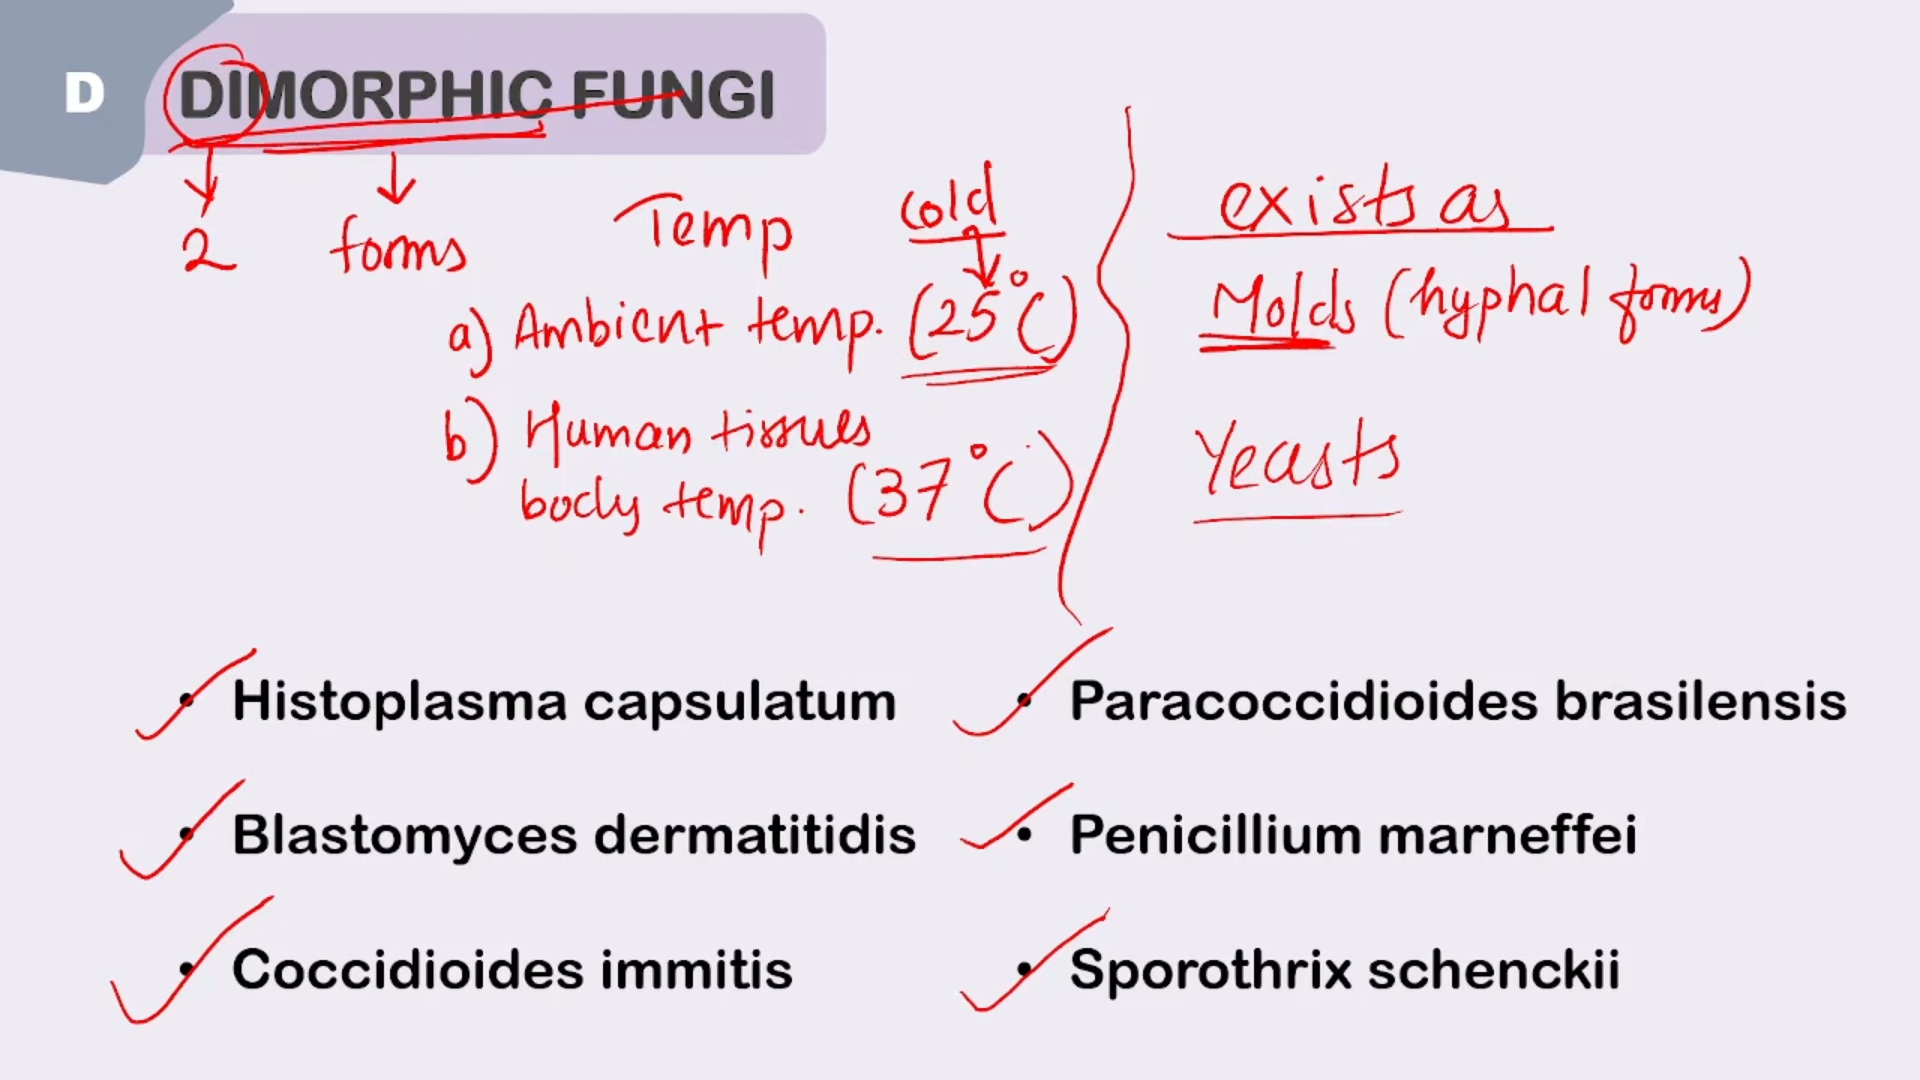 D
DIMORPHIC FUNGI
2 forms
Temp cold exists as
a) Ambient temp. (25°C) Molds (hyphal forms)
b) Human tissues
body temp. (37°C) Yeasts
• Histoplasma capsulatum
• Blastomyces dermatitidis
• Coccidioides immitis
• Paracoccidioides brasilensis
• Penicillium marneffei
• Sporothrix schenckii